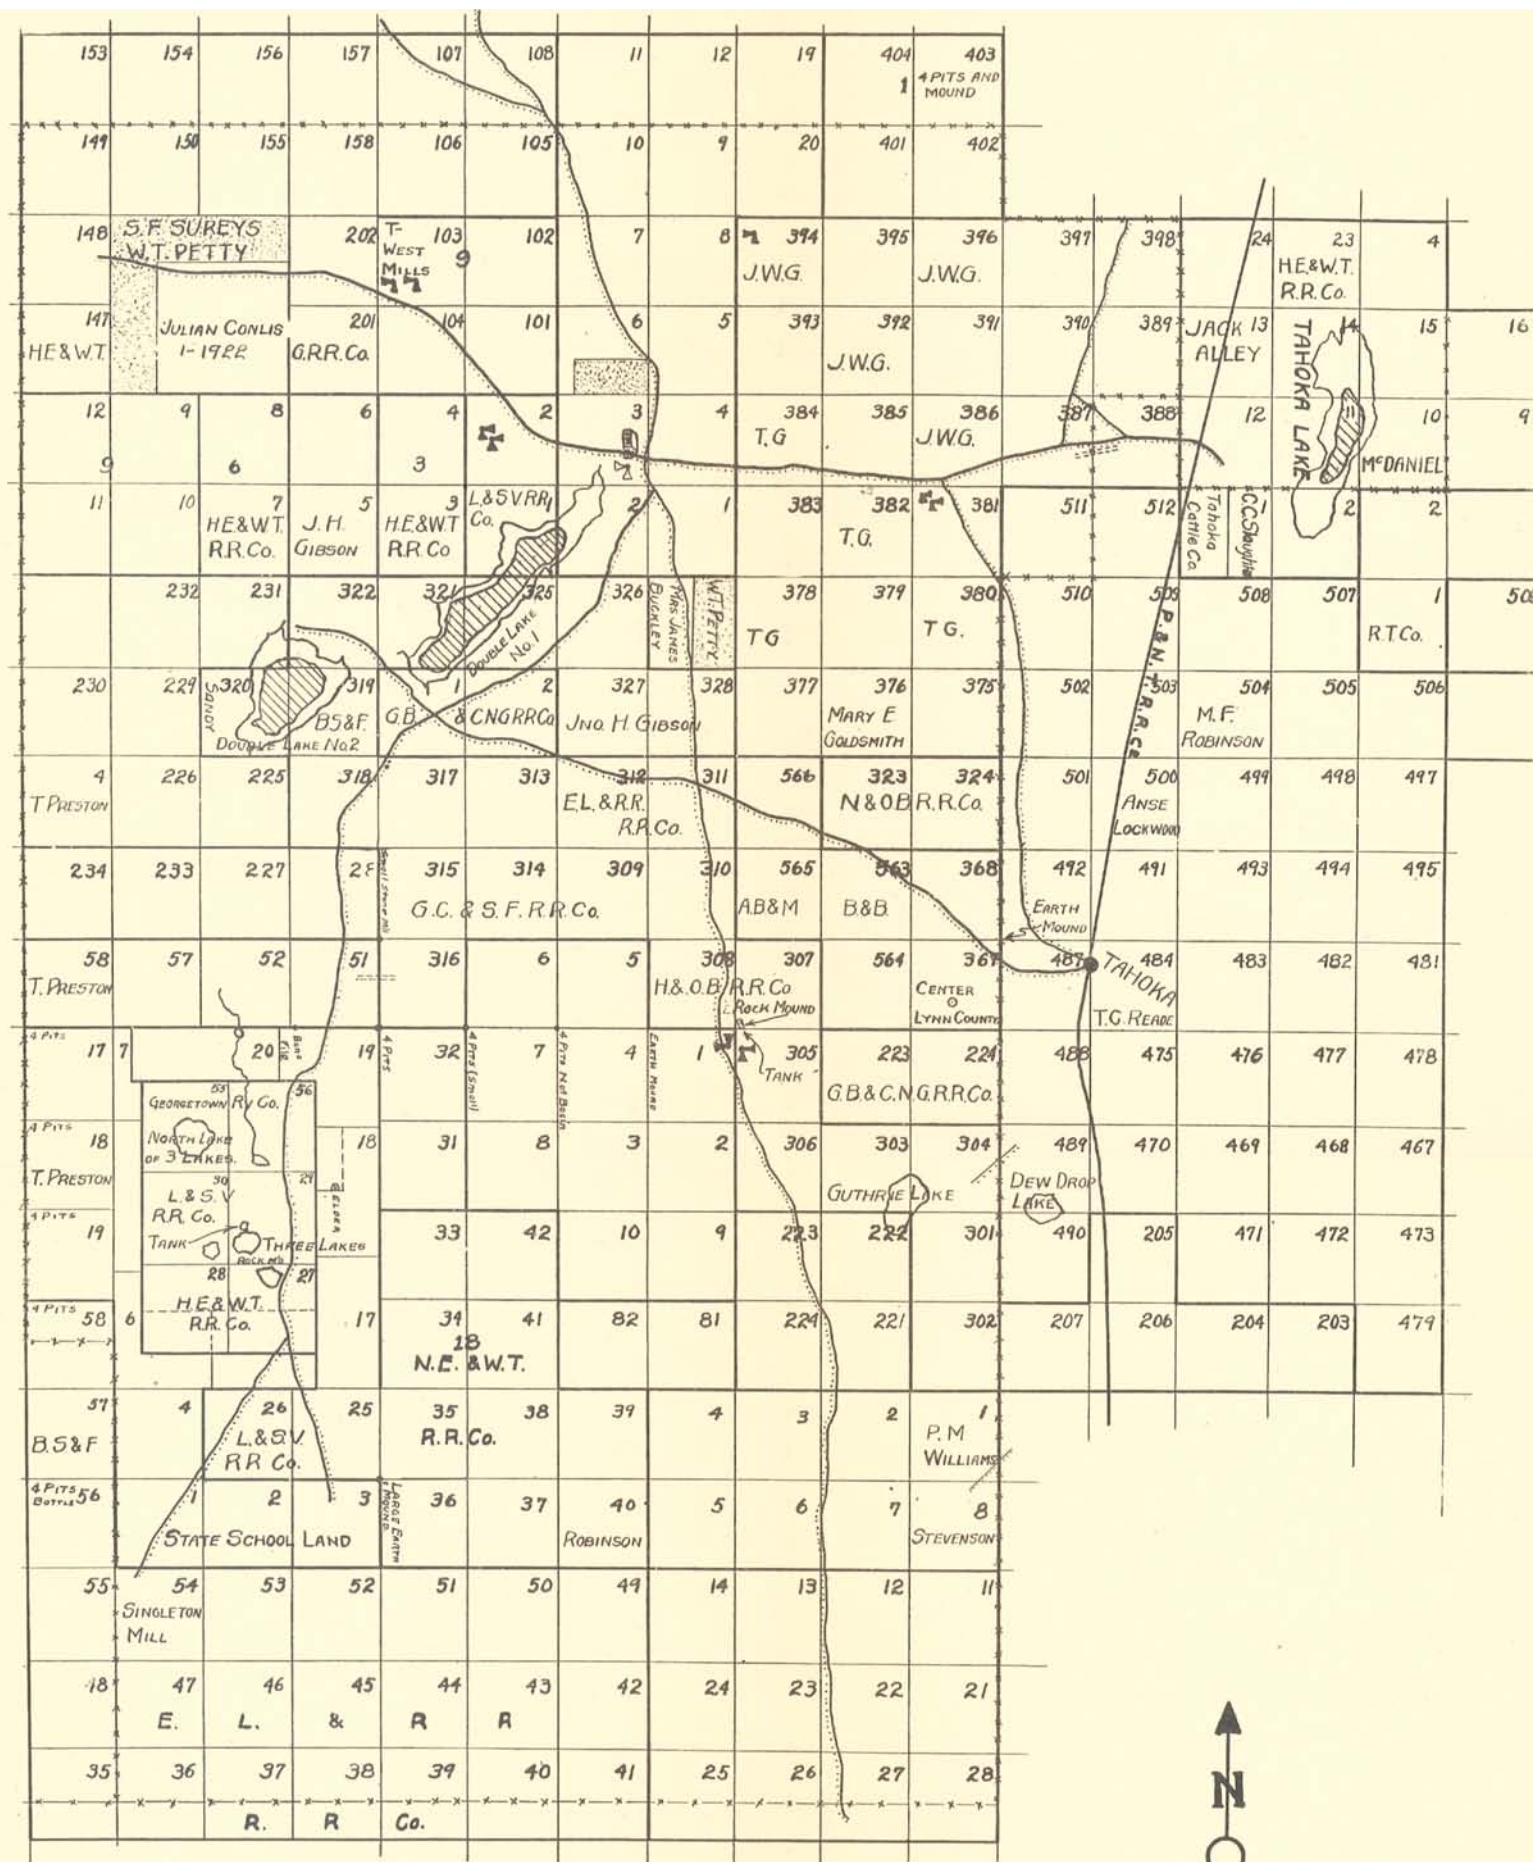 153 154 156 157 107 108 11 12 19 404 403
1 4 PITS AND
MOUND
149 150 155 158 106 105 10 9 20 401 402
148 S.F. SUREYS 202 T- 103 102 7 8 394 395 396 397 398 24 23 4
W.T. PETTY WEST 9 J.W.G. J.W.G. H.E.&W.T.
MILLS R.R.Co.
147 JULIAN CONLIS 201 104 101 6 5 393 392 391 390 389 JACK 13 14 15 16
HE&W.T. 1-1922 G.R.R.Co. J.W.G. ALLEY
TAHOKA LAKE
12 9 8 6 4 2 3 4 384 385 386 387 388 12 10 9
T.G J.W.G.
9 6 3 McDANIEL
11 10 7 5 3 L.&S.V.RR. 1 2 1 383 382 381 511 512 1 2 2
HE.&W.T. J.H. H.E.&W.T Co. T.G. Tahoka C.C.Slaughter
R.R.Co. GIBSON R.R.Co Cattle Co.
232 231 322 321 325 326 378 379 380 510 509 508 507 1
BUCKLEY MRS JAMES W.T. PETTY TG T G. R.T.Co.
DOUBLE LAKE
No. 1
P. & N. T. R.R. Co
230 229 320 319 1 2 327 328 377 376 375 502 503 504 505 506
SANDY BS&F. G.B. & CNGRRCo JNO. H. GIBSON MARY E M.F.
DOUBLE LAKE No.2 GOLDSMITH ROBINSON
4 226 225 318 317 313 312 311 566 323 324 501 500 499 498 497
T PRESTON E.L.&R.R. N&OB R.R.Co. ANSE
R.R.Co. LOCKWOOD
234 233 227 28 315 314 309 310 565 563 368 492 491 493 494 495
G.C. & S.F. R.R. Co. A.B&M B.&B. EARTH
MOUND
58 57 52 51 316 6 5 308 307 564 367 487 484 483 482 481
T. PRESTON H.& O.B. R.R.Co CENTER TAHOKA
ROCK MOUND LYNN COUNTY T.G. READE
4 PITS
17 7 20 19 32 7 4 1 305 223 224 488 475 476 477 478
4 PITS 4 PITS (Small) EARTH MOUND TANK
G.B.&C.N.G.R.R.Co.
55 56
GEORGETOWN RY Co.
4 PITS
18 NORTH LAKE 18 31 8 3 2 306 303 304 489 470 469 468 467
OF 3 LAKES.
T. PRESTON 30 29 GUTHRIE LAKE DEW DROP
L.& S.V LAKE
R.R Co. ELDER
4 PITS
19 TANK THREE LAKES 33 42 10 9 223 222 301 490 205 471 472 473
28 27
4 PITS H.E.&W.T.
58 6 R.R.Co. 17 34 41 82 81 224 221 302 207 206 204 203 479
18
N.E. & W.T.
57 4 26 25 35 38 39 4 3 2 1
B.S&F L.&S.V. R.R.Co. P.M
RR Co. WILLIAMS
4 PITS
BOTTLE 56 1 2 3 36 37 40 5 6 7 8
STATE SCHOOL LAND LARGE EARTH
MOUND ROBINSON STEVENSON
55 54 53 52 51 50 49 14 13 12 11
SINGLETON
MILL
48 47 46 45 44 43 42 24 23 22 21
E. L. & R R
35 36 37 38 39 40 41 25 26 27 28
R. R Co.
N